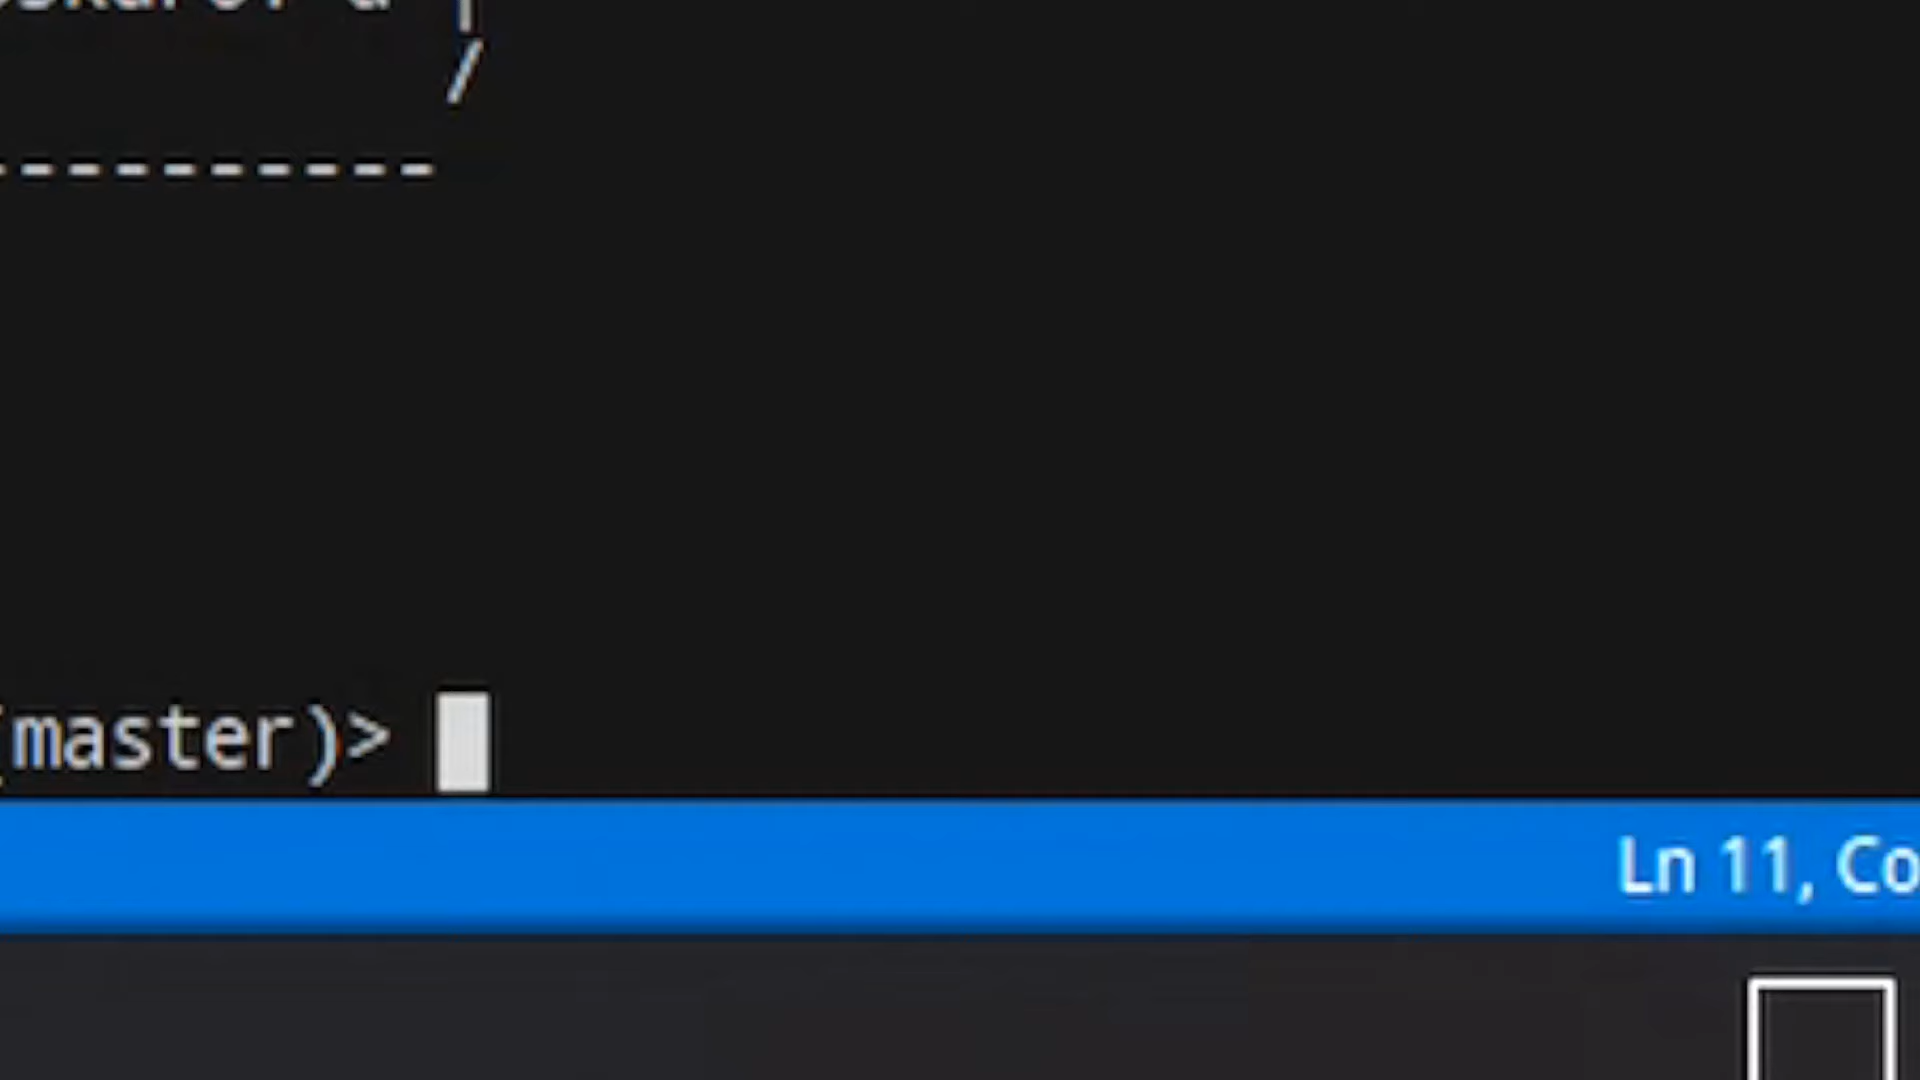 /
----------
(master)>
Ln 11, Co